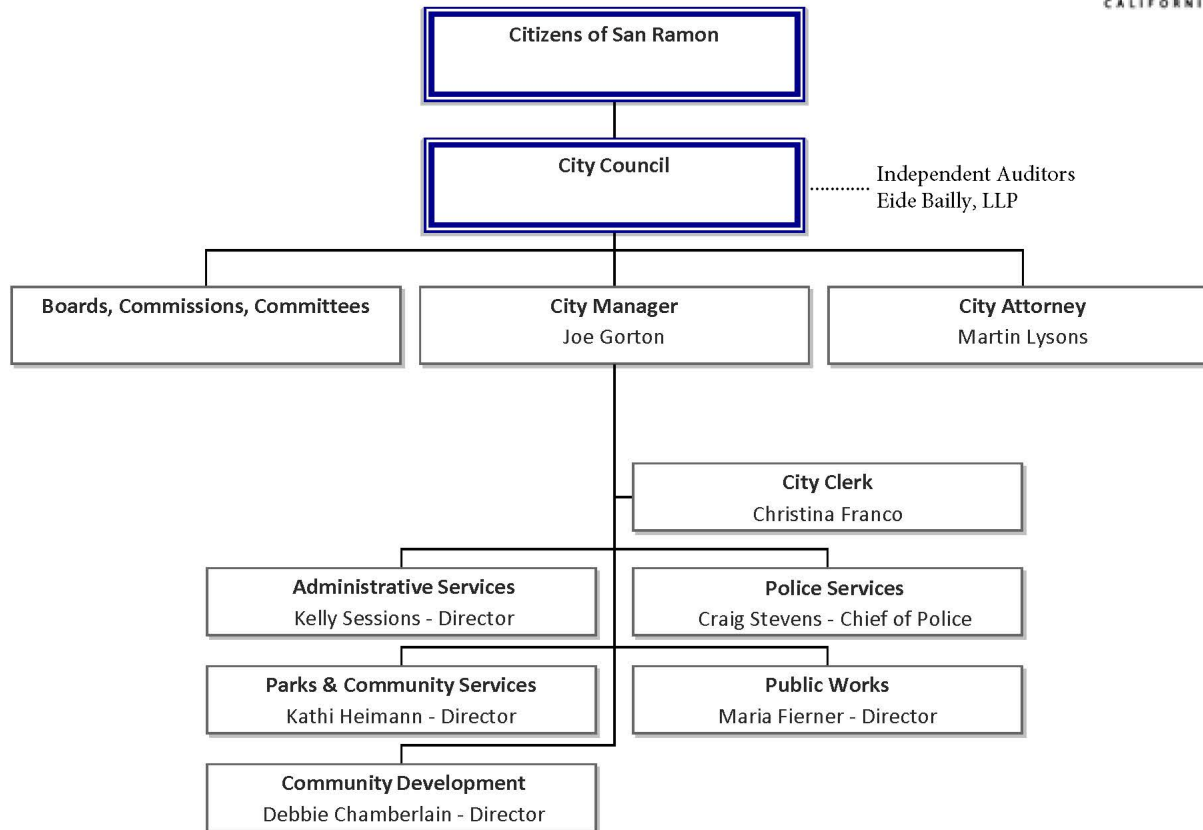 CALIFORNI
Citizens of San Ramon
City Council
Independent Auditors
Eide Bailly, LLP
Boards, Commissions, Committees
City Manager
Joe Gorton
City Attorney
Martin Lysons
City Clerk
Christina Franco
Administrative Services
Kelly Sessions - Director
Police Services
Craig Stevens - Chief of Police
Parks & Community Services
Kathi Heimann - Director
Public Works
Maria Fierner - Director
Community Development
Debbie Chamberlain - Director